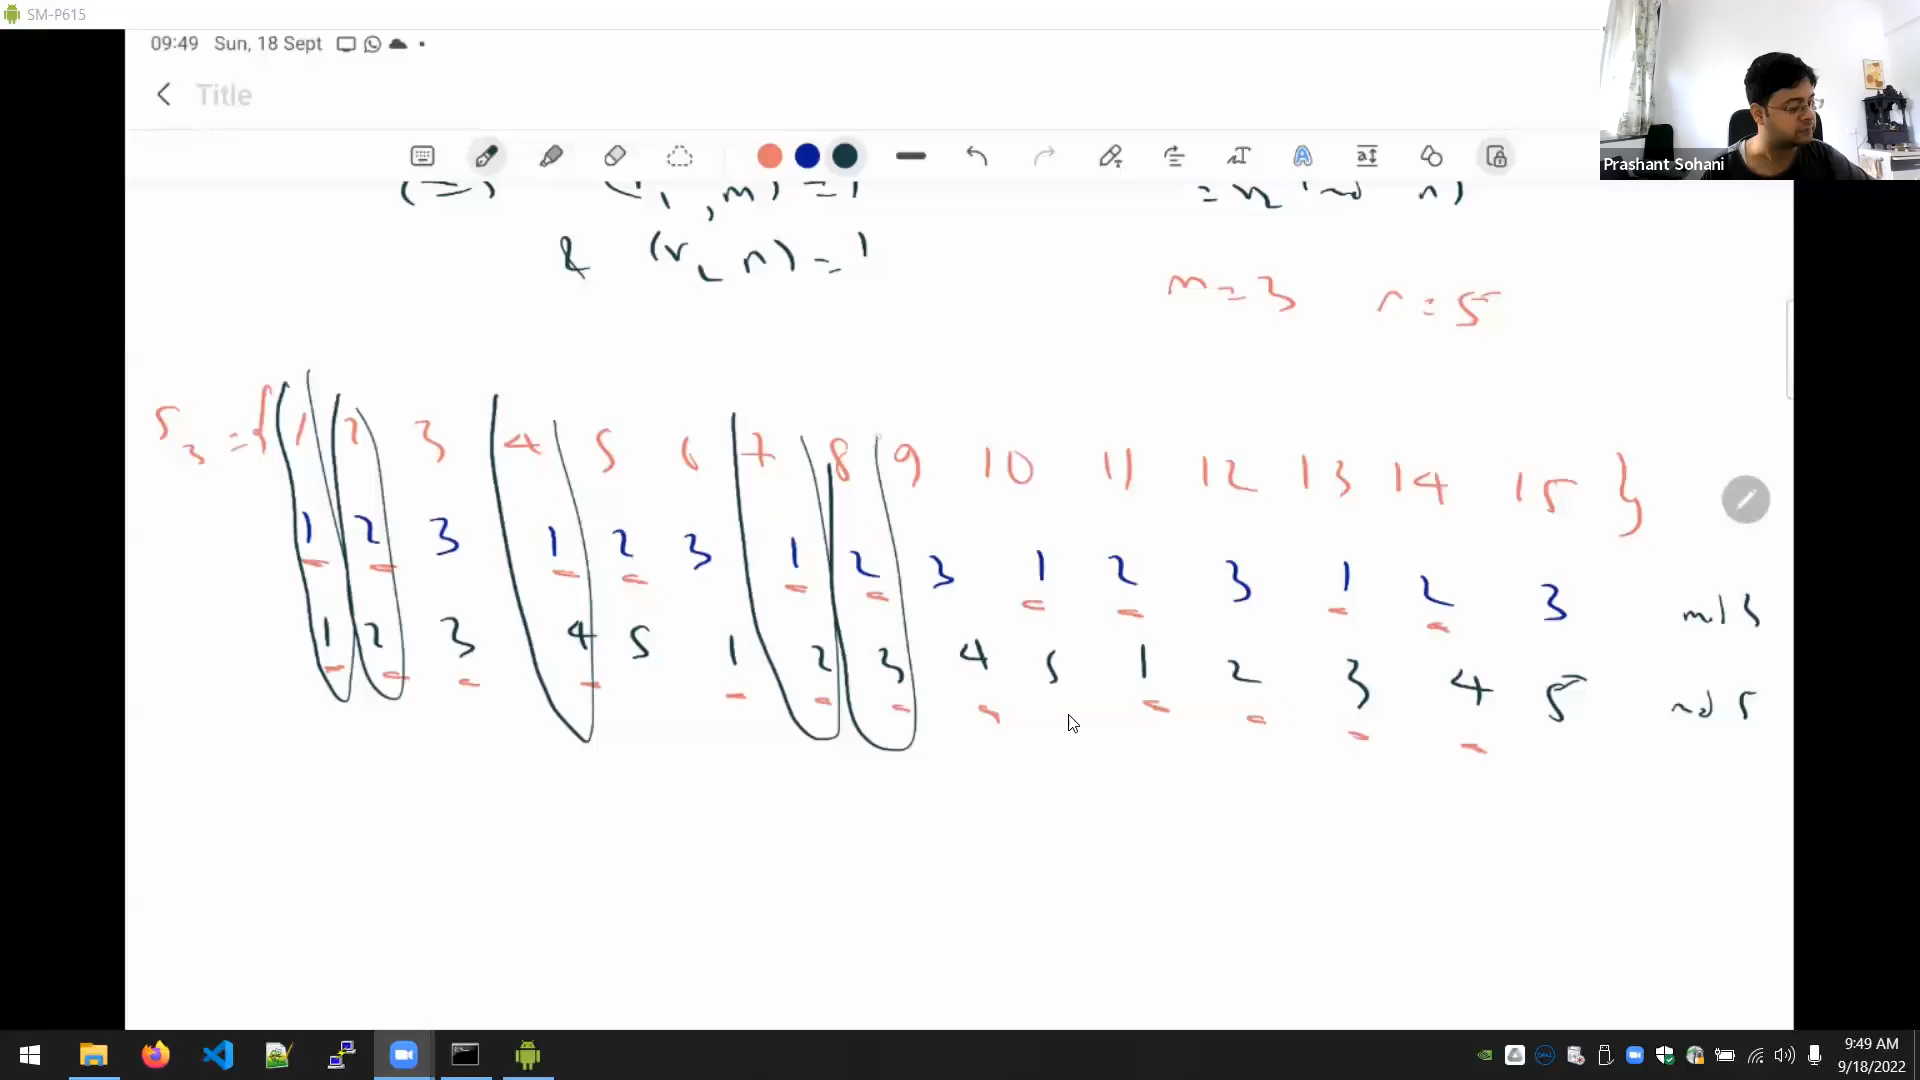 SM-P615
09:49 Sun, 18 Sept
Title
Prashant Sohani
, m) = 1
& (r₂ n) = 1
m = 3 n = 5
S₃ = { 1 2 3 4 5 6 7 8 9 10 11 12 13 14 15 }
1 2 3 1 2 3 1 2 3 1 2 3 1 2 3 mod 3
1 2 3 4 5 1 2 3 4 5 1 2 3 4 5 mod 5
9:49 AM
9/18/2022